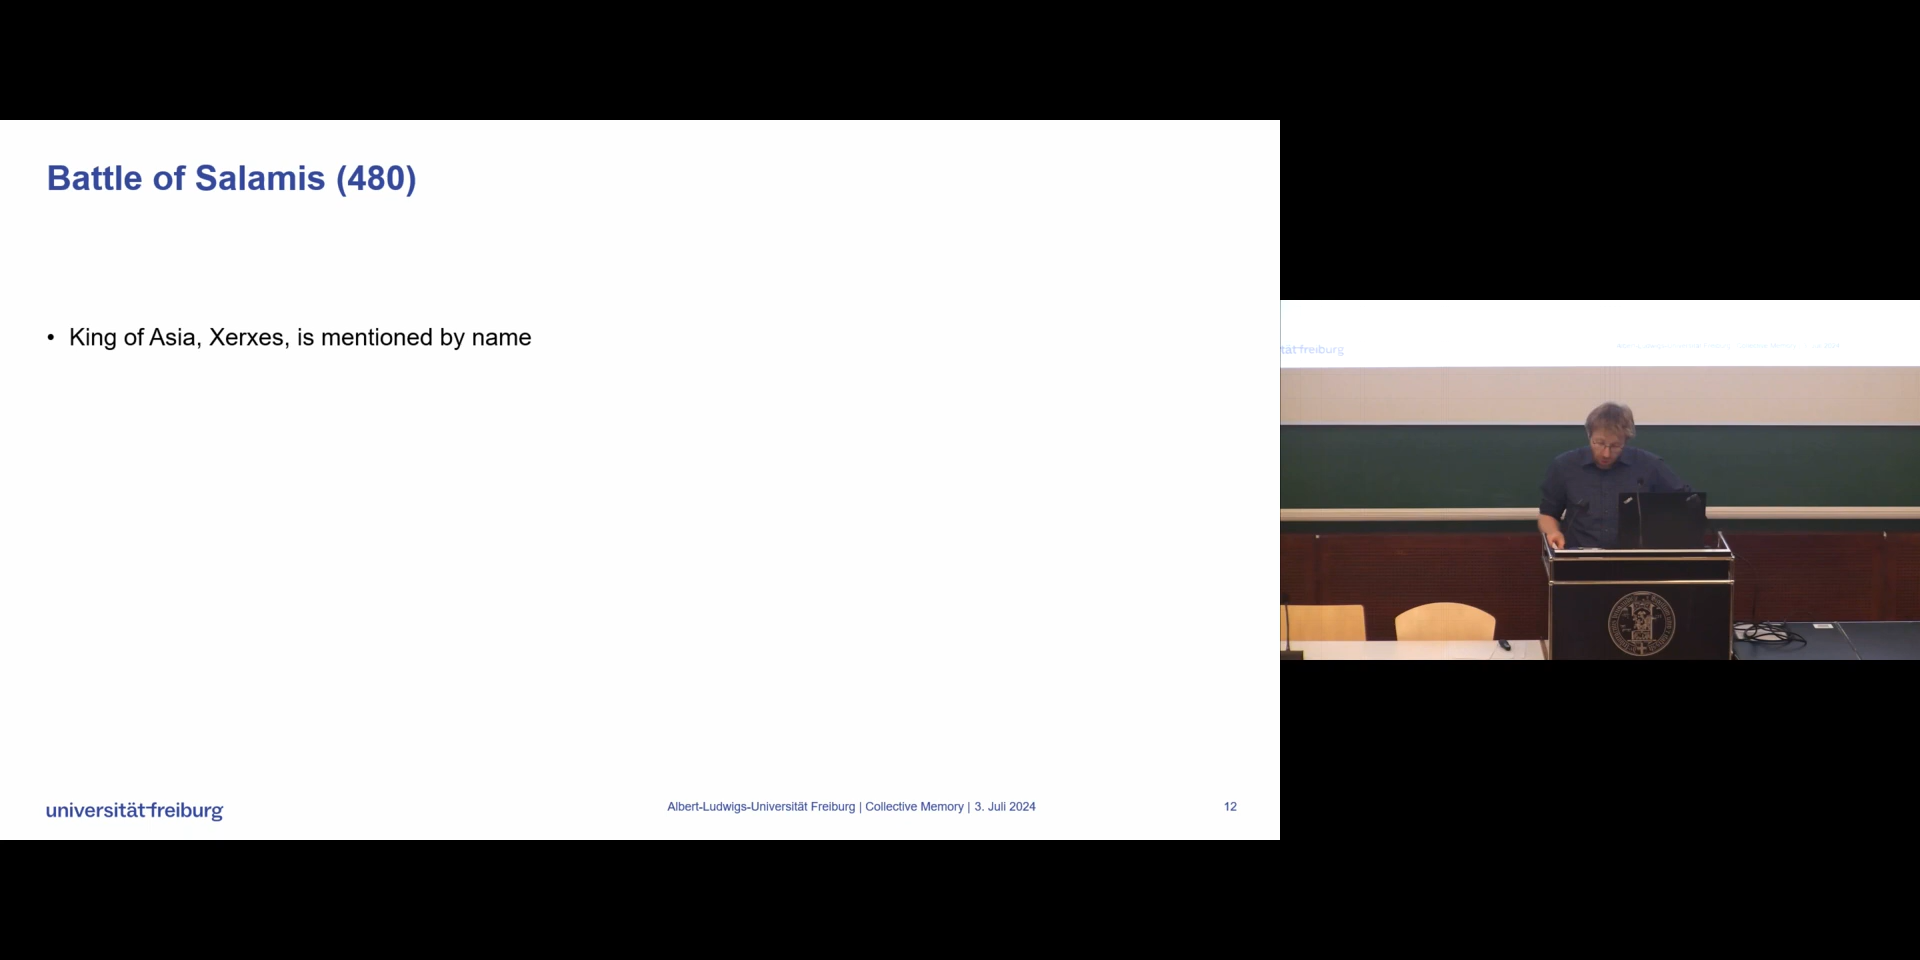 Battle of Salamis (480)
• King of Asia, Xerxes, is mentioned by name
universität freiburg
Albert-Ludwigs-Universität Freiburg | Collective Memory | 3. Juli 2024
12
tät freiburg